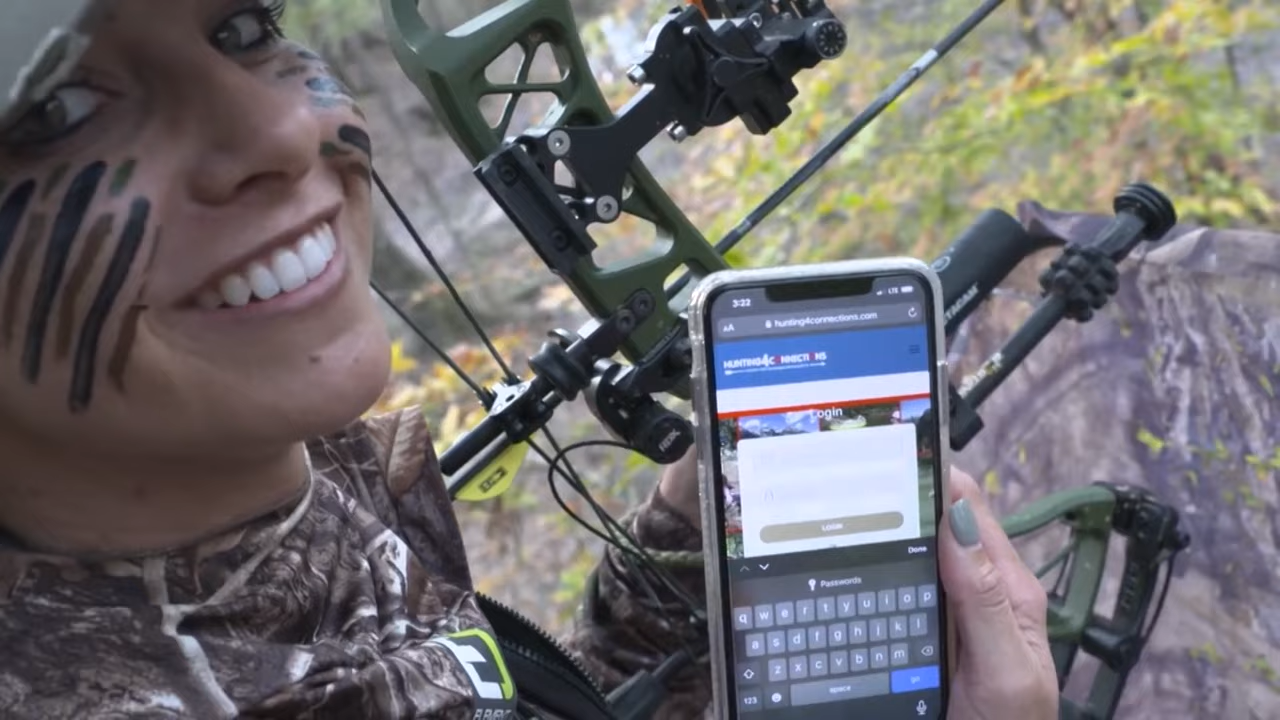 3:22
LTE
AA
hunting4connections.com
HUNTING4CONNECTIONS
Login
LOGIN
Done
Passwords
q w e r t y u i o p
a s d f g h j k l
z x c v b n m
123
space
go